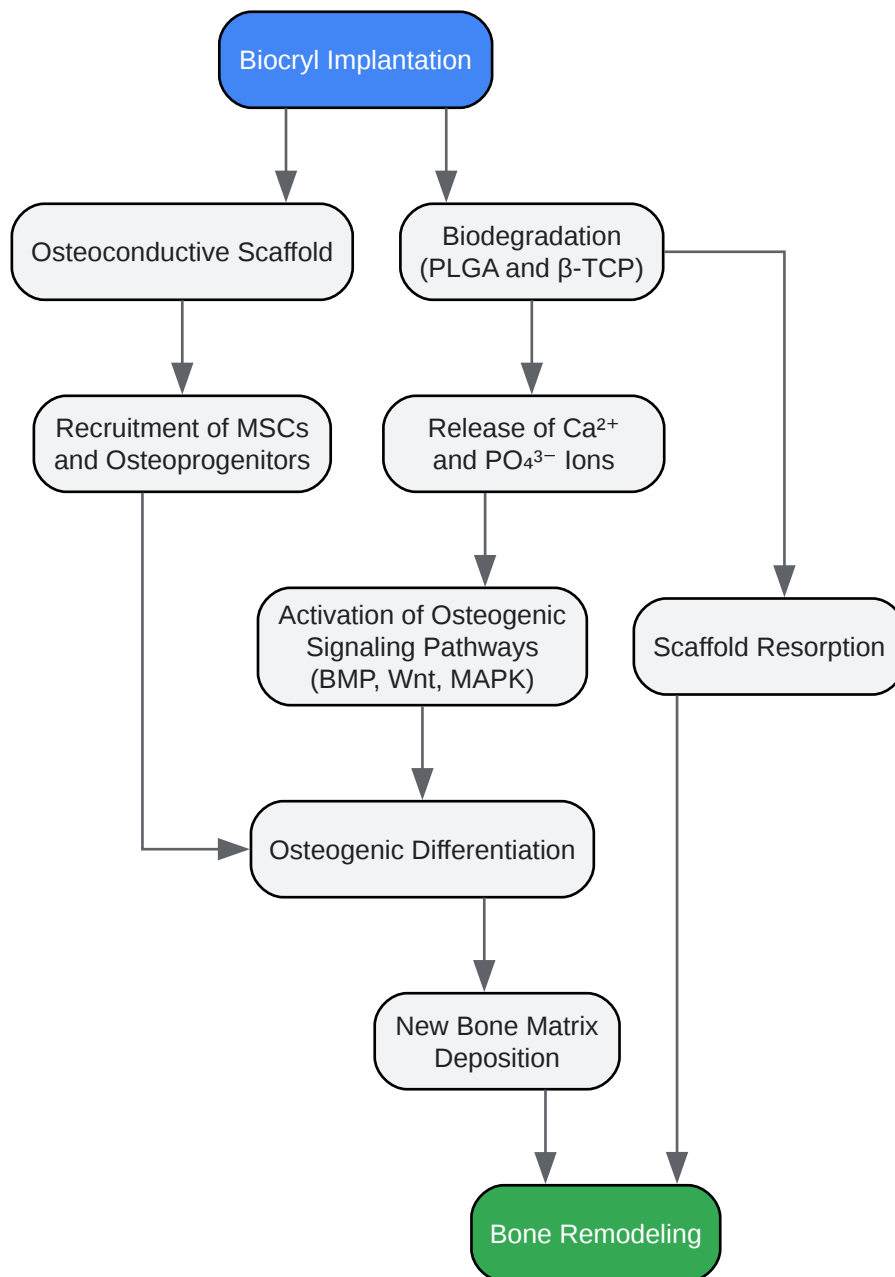 Biocryl Implantation
Osteoconductive Scaffold
Biodegradation
(PLGA and β-TCP)
Recruitment of MSCs
and Osteoprogenitors
Release of Ca²⁺
and PO₄³⁻ Ions
Activation of Osteogenic
Signaling Pathways
(BMP, Wnt, MAPK)
Scaffold Resorption
Osteogenic Differentiation
New Bone Matrix
Deposition
Bone Remodeling